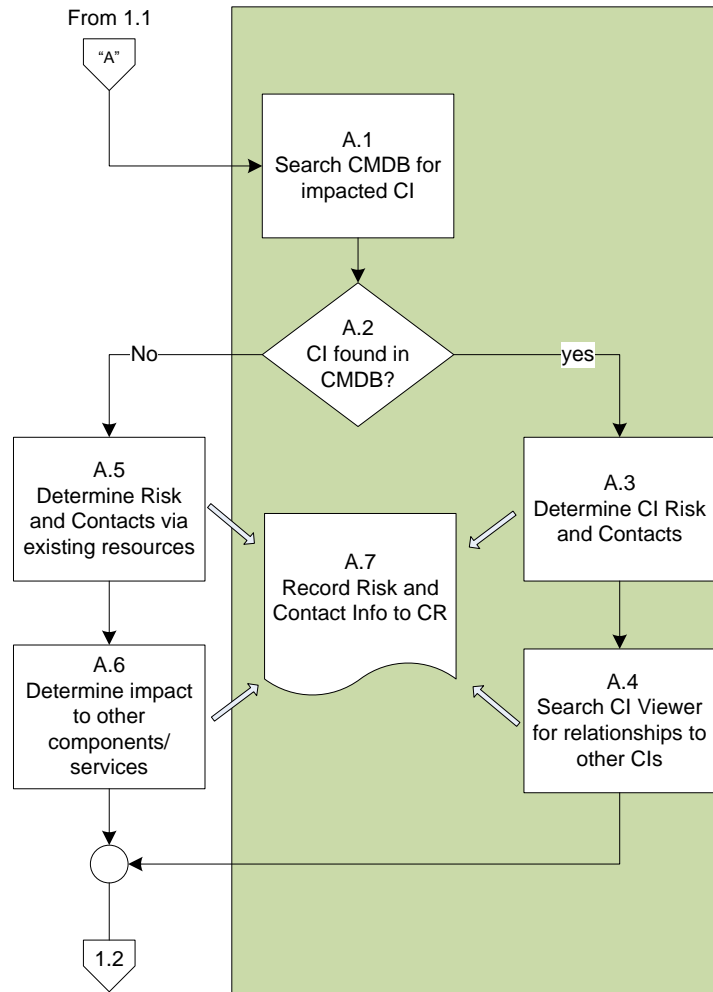 From 1.1
“A”
A.1
Search CMDB for
impacted CI
A.2
CI found in
CMDB?
No
yes
A.5
Determine Risk
and Contacts via
existing resources
A.3
Determine CI Risk
and Contacts
A.7
Record Risk and
Contact Info to CR
A.6
Determine impact
to other
components/
services
A.4
Search CI Viewer
for relationships to
other CIs
1.2